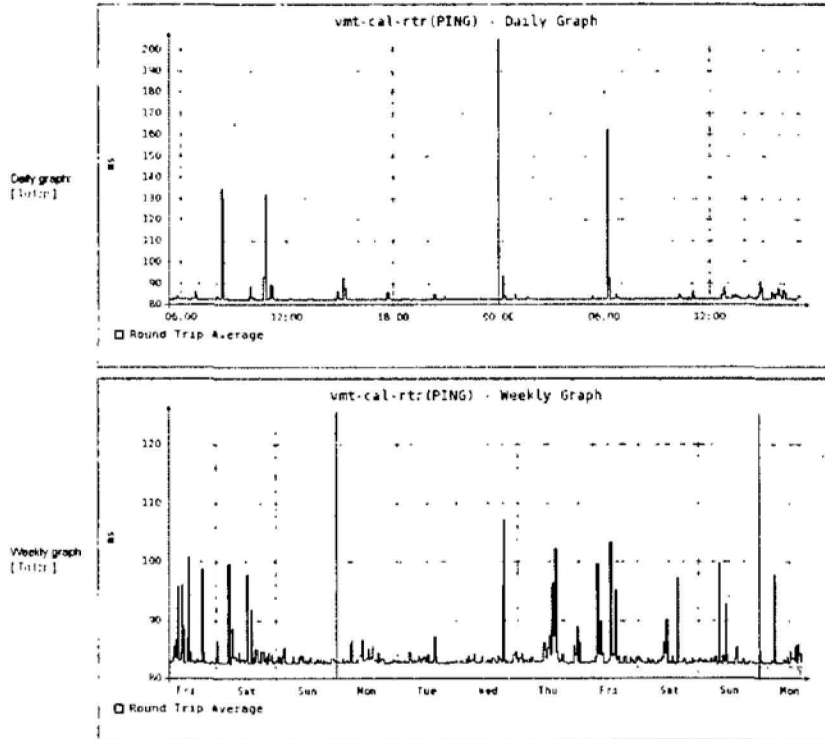 vmt-cal-rtr(PING) - Daily Graph
200
190
180
170
160
150
140
130
120
110
100
90
80
ms
Daily graph:
06:00 12:00 18:00 00:00 06:00 12:00
Round Trip Average
vmt-cal-rtr(PING) - Weekly Graph
120
110
100
90
80
ms
Weekly graph
Fri Sat Sun Mon Tue Wed Thu Fri Sat Sun Mon
Round Trip Average